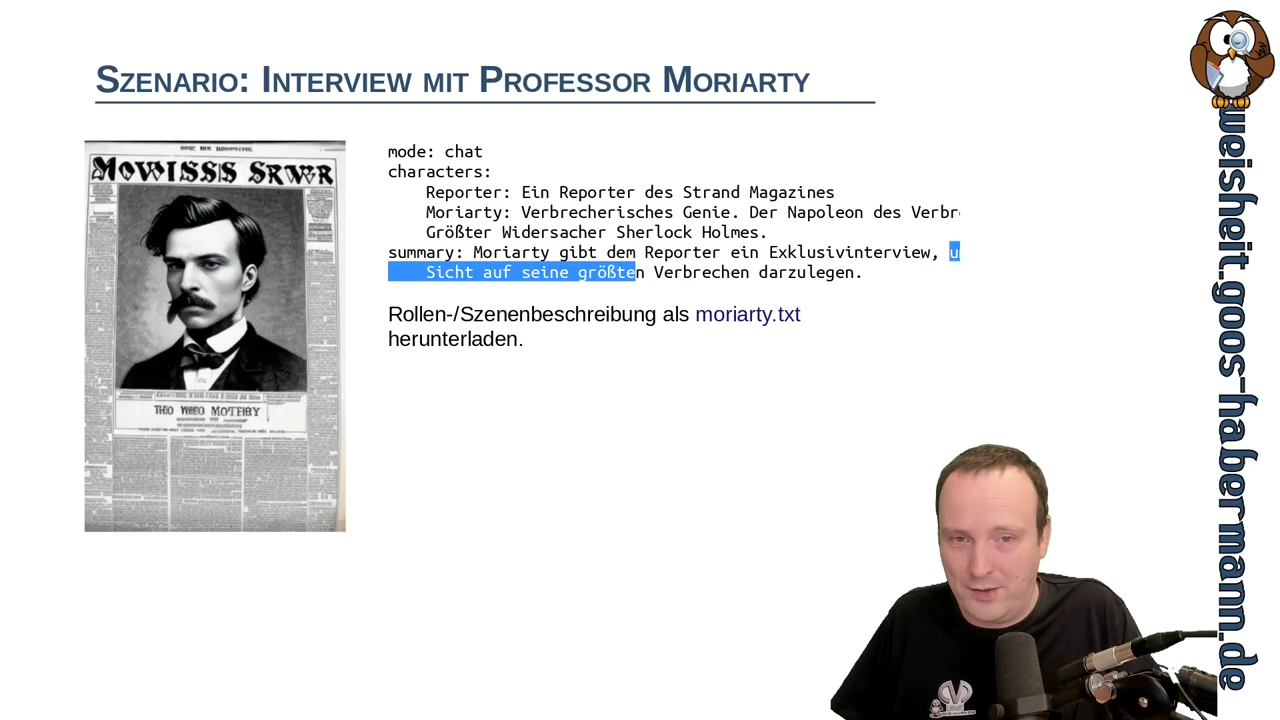 Szenario: Interview mit Professor Moriarty
mode: chat
characters:
Reporter: Ein Reporter des Strand Magazines
Moriarty: Verbrecherisches Genie. Der Napoleon des Verbr
Größter Widersacher Sherlock Holmes.
summary: Moriarty gibt dem Reporter ein Exklusivinterview, u
Sicht auf seine größten Verbrechen darzulegen.
Rollen-/Szenenbeschreibung als moriarty.txt
herunterladen.
MOWISSS SRWR
THO WEEO MOTFIRY
weisheit.goos-habermann.de